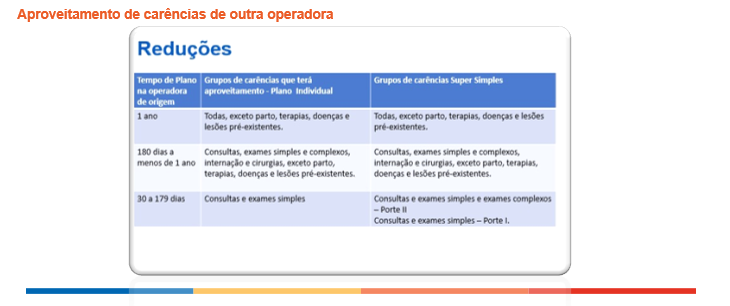 Aproveitamento de carências de outra operadora
Reduções
Tempo de Plano na operadora de origem
Grupos de carências que terá aproveitamento - Plano Individual
Grupos de carências Super Simples
1 ano
Todas, exceto parto, terapias, doenças e lesões pré-existentes.
Todas, exceto parto, terapias, doenças e lesões pré-existentes.
180 dias a menos de 1 ano
Consultas, exames simples e complexos, internação e cirurgias, exceto parto, terapias, doenças e lesões pré-existentes.
Consultas, exames simples e complexos, internação e cirurgias, exceto parto, terapias, doenças e lesões pré-existentes.
30 a 179 dias
Consultas e exames simples
Consultas e exames simples e exames complexos – Porte II
Consultas e exames simples – Porte I.